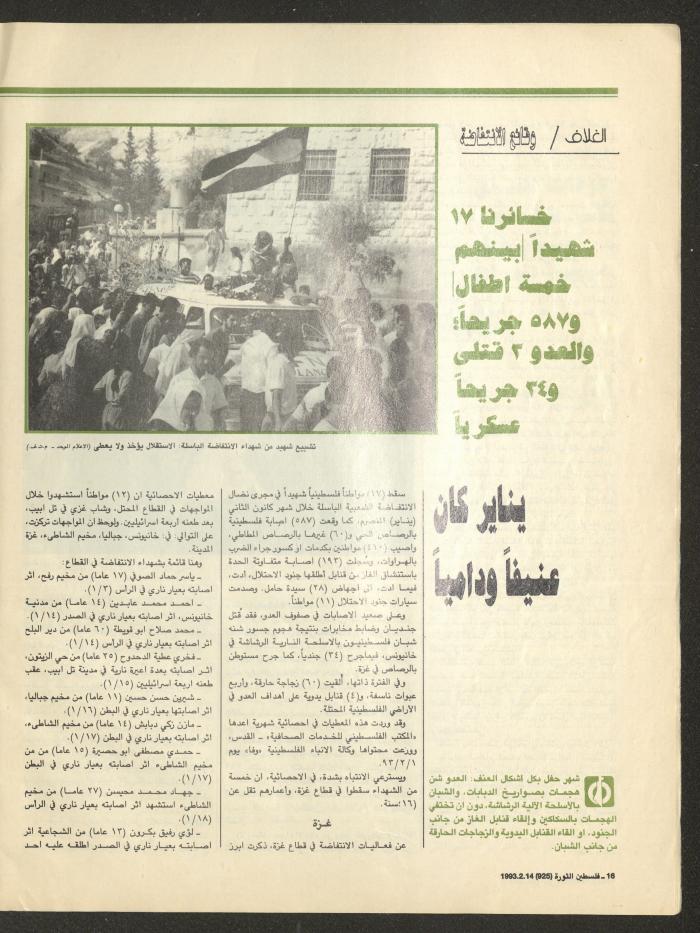 الغلاف / وقائع الانتفاضة
خسائرنا ١٧
شهيداً بينهم
خمسة اطفال
و٥٨٧ جريحاً؛
والعدو ٣ قتلى
و٣٤ جريحاً
عسكرياً
تشييع شهيد من شهداء الانتفاضة الباسلة: الاستقلال يؤخذ ولا يعطى (الاعلام الموحد - م.ت.ف)
يناير كان
عنيفاً ودامياً
شهر حفل بكل اشكال العنف: العدو شن
هجمات بصواريخ الدبابات، والشبان
بالأسلحة الآلية الرشاشة، دون ان تختفي
الهجمات بالسكاكين وإلقاء قنابل الغاز من جانب
الجنود، او القاء القنابل اليدوية والزجاجات الحارقة
من جانب الشبان.
سقط (١٧) مواطناً فلسطينياً شهيداً في مجرى نضال
الانتفاضة الشعبية الباسلة خلال شهر كانون الثاني
(يناير) المنصرم، كما وقعت (٥٨٧) اصابة فلسطينية
بالرصاص الحي و(٦٠) غيرها بالرصاص المطاطي،
واصيب (٤١٠) مواطنين بكدمات او كسور جراء الضرب
بالهراوات، وسُجلت (١٩٣) اصابة متفاوتة الحدة
باستنشاق الغاز من قنابل اطلقها جنود الاحتلال، أدت،
فيما أدت، الى اجهاض (٢٨) سيدة حامل. وصدمت
سيارات جنود الاحتلال (١١) مواطناً.
وعلى صعيد الاصابات في صفوف العدو، فقد قُتل
جنديان وضابط مخابرات بنتيجة هجوم جسور شنه
شبان فلسطينيون بالاسلحة النارية الرشاشة في
خانيونس، فيما جرح (٣٤) جندياً، كما جرح مستوطن
بالرصاص في غزة.
وفي الفترة ذاتها، أُلقيت (٦٠) زجاجة حارقة، وأربع
عبوات ناسفة، و(٤) قنابل يدوية على أهداف العدو في
الأراضي الفلسطينية المحتلة.
وقد وردت هذه المعطيات في احصائية شهرية اعدها
«المكتب الفلسطيني للخدمات الصحافية» ـ القدس،
ووزعت محتواها وكالة الانباء الفلسطينية «وفا» يوم
٩٣/٢/١.
ويسترعي الانتباه بشدة، في الاحصائية، ان خمسة
من الشهداء سقطوا في قطاع غزة، وأعمارهم تقل عن
(١٦) سنة.
غزة
عن فعاليات الانتفاضة في قطاع غزة، ذكرت ابرز
معطيات الاحصائية ان (١٢) مواطناً استشهدوا خلال
المواجهات في القطاع المحتل، وشاب غزي في تل ابيب،
بعد طعنه اربعة اسرائيليين. ولوحظ ان المواجهات تركزت،
على التوالي، في: خانيونس، جباليا، مخيم الشاطىء، غزة
المدينة.
وهنا قائمة بشهداء الانتفاضة في القطاع:
ـ ياسر حماد الصوفي (١٧ عاما) من مخيم رفح، اثر
اصابته بعيار ناري في الرأس (١/٣).
ـ احمد محمد عابدين (١٤ عاما) من مدنية
خانيونس، اثر اصابته بعيار ناري في الصدر (١/١٤).
ـ محمد صلاح ابو قويطة (٦٠ عاما) من دير البلح
اثر اصابته بعيار ناري في الرأس (١/١٤).
ـ فخري عطية الدحدوح (٢٥ عاما) من حي الزيتون،
اثر اصابته بعدة اعيرة نارية في مدينة تل ابيب، عقب
طعنه اربعة اسرائيليين (١/١٥).
ـ شيرين حسن حسين (١١ عاما) من مخيم جباليا،
اثر اصابتها بعيار ناري في البطن (١/١٦).
ـ مازن زكي دبابش (١٤ عاما) من مخيم الشاطىء،
اثر اصابته بعيار ناري في البطن (١/١٧).
ـ حمدي مصطفى ابو حصيرة (١٥ عاما) من من
مخيم الشاطىء اثر اصابته بعيار ناري في البطن
(١/١٧).
ـ جهاد محمد محيسن (٢٧ عاما) من مخيم
الشاطىء استشهد اثر اصابته بعيار ناري في الرأس
(١/١٨).
ـ لؤي رفيق بكرون (١٣ عاما) من الشجاعية اثر
اصابته بعيار ناري في الصدر اطلقه عليه احد
16 ـ فلسطين الثورة (925) 1993.2.14